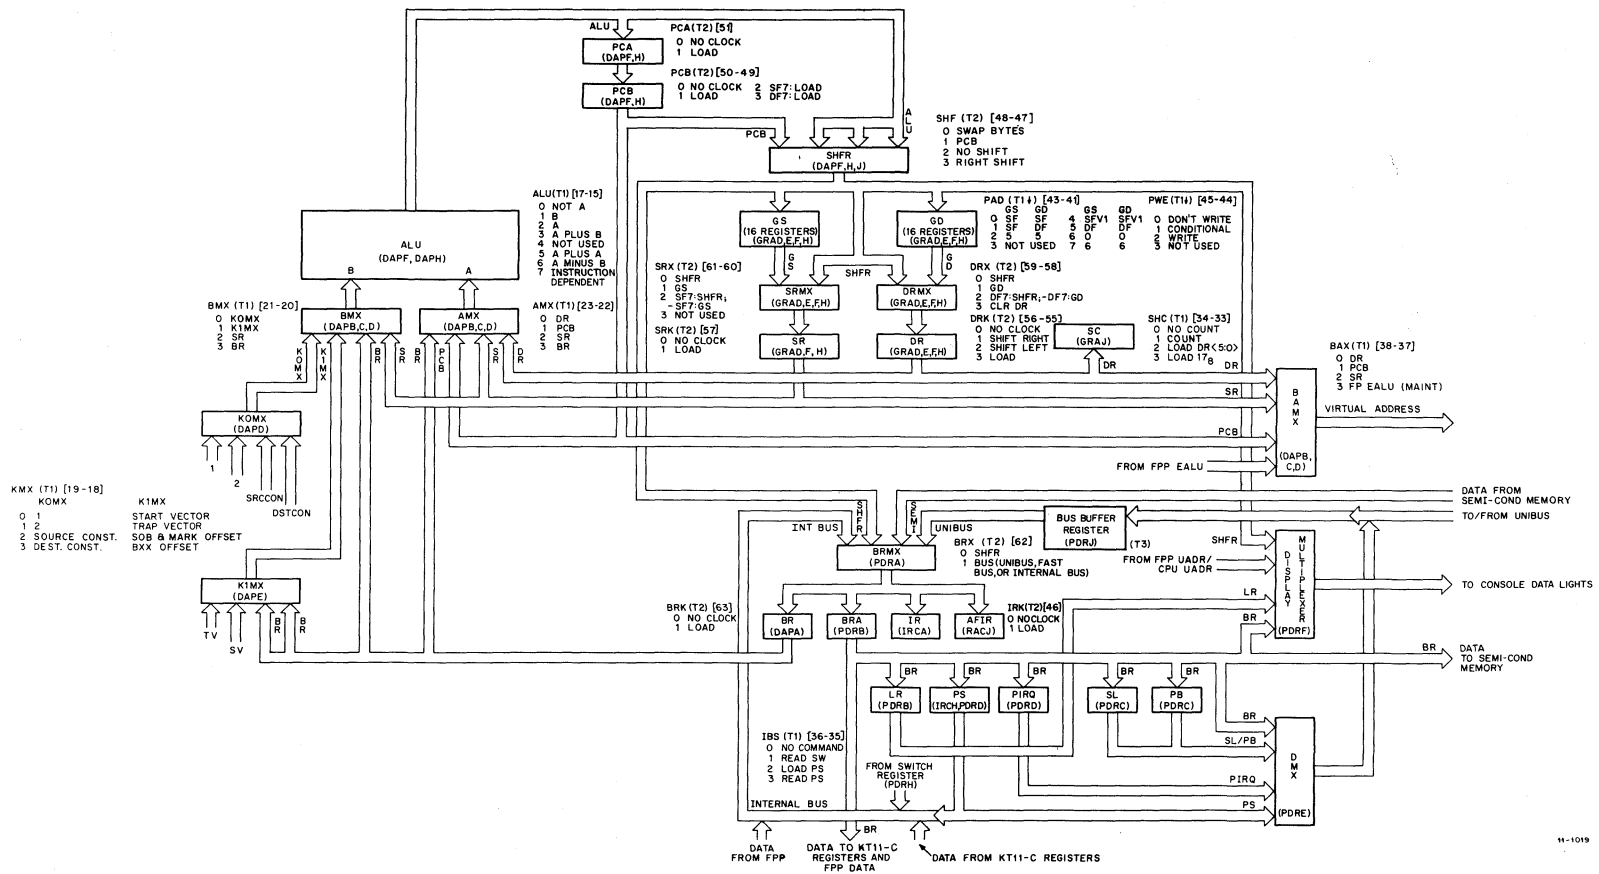 ALU
PCA(T2) [51]
0 NO CLOCK
1 LOAD
PCA
(DAPF,H)
PCB(T2)[50-49]
0 NO CLOCK 2 SF7:LOAD
1 LOAD 3 DF7:LOAD
PCB
(DAPF,H)
ALU
PCB
SHF (T2) [48-47]
0 SWAP BYTES
1 PCB
2 NO SHIFT
3 RIGHT SHIFT
SHFR
(DAPF,H,J)
ALU(T1) [17-15]
0 NOT A
1 B
2 A
3 A PLUS B
4 NOT USED
5 A PLUS A
6 A MINUS B
7 INSTRUCTION
DEPENDENT
ALU
(DAPF, DAPH)
B A
GS
(16 REGISTERS)
(GRAD,E,F,H)
GD
(16 REGISTERS)
(GRAD,E,F,H)
PAD (T1↓) [43-41]
GS GD GS GD
0 SF SF 4 SFV1 SFV1
1 SF DF 5 DF DF
2 5 5 6 0 0
3 NOT USED 7 6 6
PWE(T1↓) [45-44]
0 DON'T WRITE
1 CONDITIONAL
2 WRITE
3 NOT USED
GS
SHFR
GD
SRX (T2) [61-60]
0 SHFR
1 GS
2 SF7:SHFR;
-SF7:GS
3 NOT USED
SRK (T2) [57]
0 NO CLOCK
1 LOAD
SRMX
(GRAD,E,F,H)
DRMX
(GRAD,E,F,H)
SR
(GRAD,F,H)
DR
(GRAD,E,F,H)
DRX (T2) [59-58]
0 SHFR
1 GD
2 DF7:SHFR;-DF7:GD
3 CLR DR
DRK (T2) [56-55]
0 NO CLOCK
1 SHIFT RIGHT
2 SHIFT LEFT
3 LOAD
SC
(GRAJ)
SHC (T1) [34-33]
0 NO COUNT
1 COUNT
2 LOAD DR<5:0>
3 LOAD 17₈
BMX (T1) [21-20]
0 K0MX
1 K1MX
2 SR
3 BR
BMX
(DAPB,C,D)
AMX
(DAPB,C,D)
AMX(T1) [23-22]
0 DR
1 PCB
2 SR
3 BR
K0MX
K1MX
BR
SR
BR
PCB
SR
DR
DR
DR
SR
PCB
BAX(T1) [38-37]
0 DR
1 PCB
2 SR
3 FP EALU (MAINT)
BAMX
(DAPB,
C,D)
VIRTUAL ADDRESS
FROM FPP EALU
K0MX
(DAPD)
1
2
SRCCON
DSTCON
KMX (T1) [19-18]
K0MX K1MX
0 1 START VECTOR
1 2 TRAP VECTOR
2 SOURCE CONST. SOB & MARK OFFSET
3 DEST. CONST. BXX OFFSET
K1MX
(DAPE)
TV
SV
BR
BR
DATA FROM
SEMI-COND MEMORY
TO/FROM UNIBUS
INT BUS
SHFR
SEMI
UNIBUS
BUS BUFFER
REGISTER
(PDRJ)
(T3)
BRMX
(PDRA)
BRX (T2) [62]
0 SHFR
1 BUS(UNIBUS,FAST
BUS,OR INTERNAL BUS)
SHFR
FROM FPP UADR/
CPU UADR
LR
BR
DISPLAY
MULTIPLEXER
(PDRF)
TO CONSOLE DATA LIGHTS
BRK (T2) [63]
0 NO CLOCK
1 LOAD
BR
(DAPA)
BRA
(PDRB)
IR
(IRCA)
AFIR
(RACJ)
IRK(T2)[46]
0 NO CLOCK
1 LOAD
BR
DATA
TO SEMI-COND
MEMORY
BR BR BR BR BR
LR
(PDRB)
PS
(IRCH,PDRD)
PIRQ
(PDRD)
SL
(PDRC)
PB
(PDRC)
BR
SL/PB
PIRQ
PS
DMX
(PDRE)
IBS (T1) [36-35]
0 NO COMMAND
1 READ SW
2 LOAD PS
3 READ PS
FROM SWITCH
REGISTER
(PDRH)
INTERNAL BUS
BR
DATA
FROM FPP
DATA TO KT11-C
REGISTERS AND
FPP DATA
DATA FROM KT11-C REGISTERS
11-1019